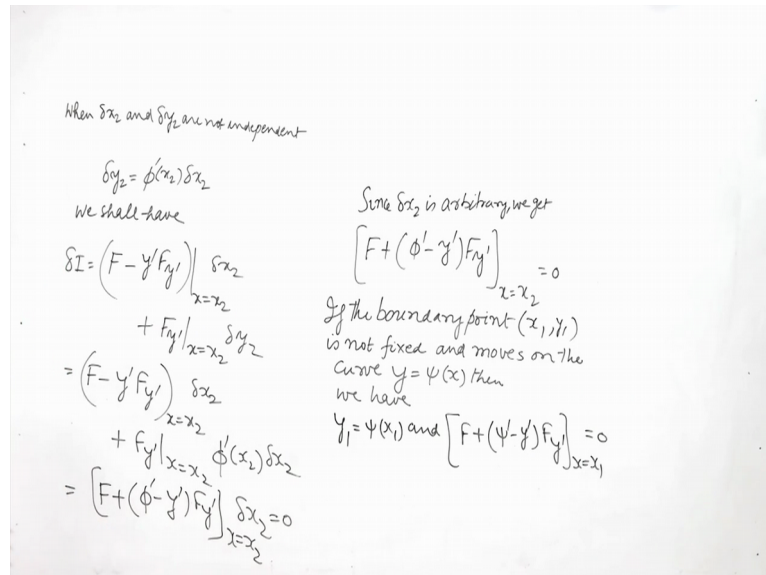 When δx₂ and δy₂ are not independent
δy₂ = ϕ'(x₂)δx₂
We shall have
δI = (F - y'F_y')|_{x=x₂} δx₂
+ F_y'|_{x=x₂} δy₂
= (F - y'F_y')_{x=x₂} δx₂
+ F_y'|_{x=x₂} ϕ'(x₂)δx₂
= [F+(ϕ'-y')F_y']_{x=x₂} δx₂=0
Since δx₂ is arbitrary, we get
[F+(ϕ'-y')F_y']_{x=x₂} =0
If the boundary point (x₁,y₁)
is not fixed and moves on the
curve y = ψ(x) then
we have
y₁ = ψ(x₁) and [F+(ψ'-y')F_y']_{x=x₁} =0